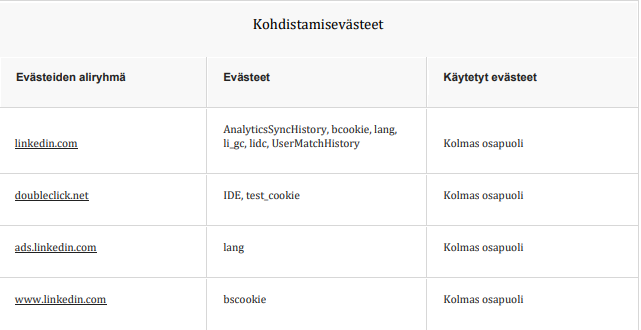 Kohdistamisevästeet
Evästeiden aliryhmä Evästeet Käytetyt evästeet
linkedin.com AnalyticsSyncHistory, bcookie, lang,
li_gc, lidc, UserMatchHistory Kolmas osapuoli
doubleclick.net IDE, test_cookie Kolmas osapuoli
ads.linkedin.com lang Kolmas osapuoli
www.linkedin.com bscookie Kolmas osapuoli